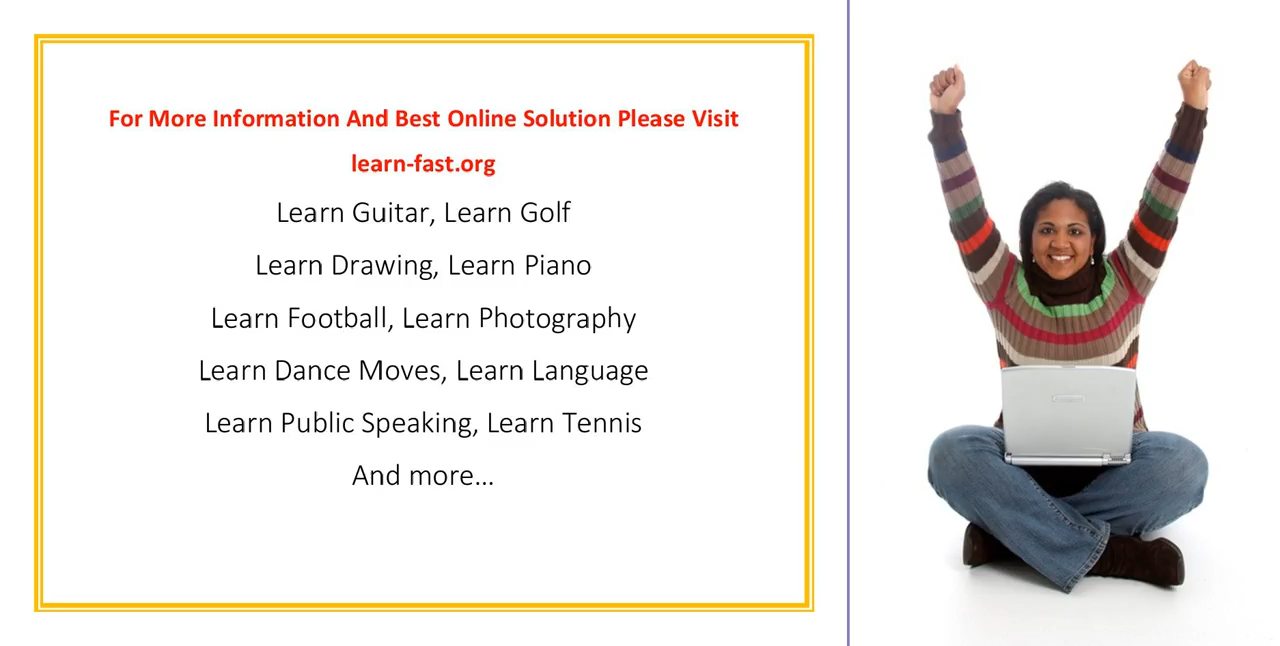 For More Information And Best Online Solution Please Visit
learn-fast.org
Learn Guitar, Learn Golf
Learn Drawing, Learn Piano
Learn Football, Learn Photography
Learn Dance Moves, Learn Language
Learn Public Speaking, Learn Tennis
And more...